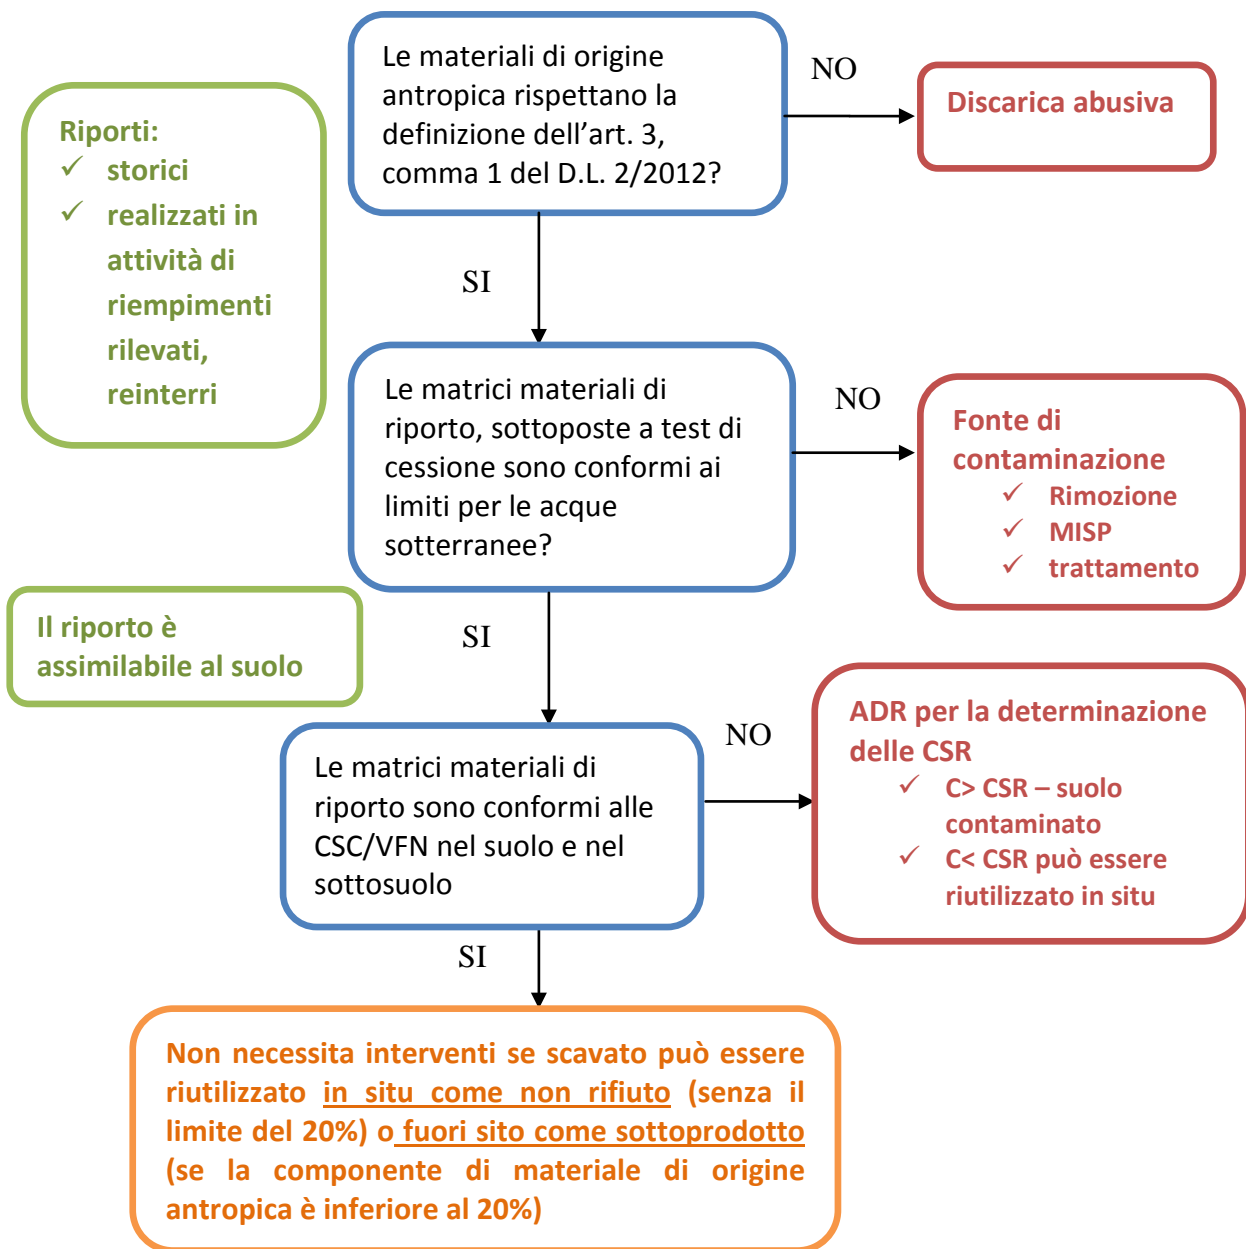 Le materiali di origine
antropica rispettano la
definizione dell’art. 3,
comma 1 del D.L. 2/2012?
NO
Discarica abusiva
Riporti:
✓ storici
✓ realizzati in
attività di
riempimenti
rilevati,
reinterri
SI
Le matrici materiali di
riporto, sottoposte a test di
cessione sono conformi ai
limiti per le acque
sotterranee?
NO
Fonte di
contaminazione
✓ Rimozione
✓ MISP
✓ trattamento
Il riporto è
assimilabile al suolo
SI
Le matrici materiali di
riporto sono conformi alle
CSC/VFN nel suolo e nel
sottosuolo
NO
ADR per la determinazione
delle CSR
✓ C> CSR – suolo
contaminato
✓ C< CSR può essere
riutilizzato in situ
SI
Non necessita interventi se scavato può essere
riutilizzato in situ come non rifiuto (senza il
limite del 20%) o fuori sito come sottoprodotto
(se la componente di materiale di origine
antropica è inferiore al 20%)